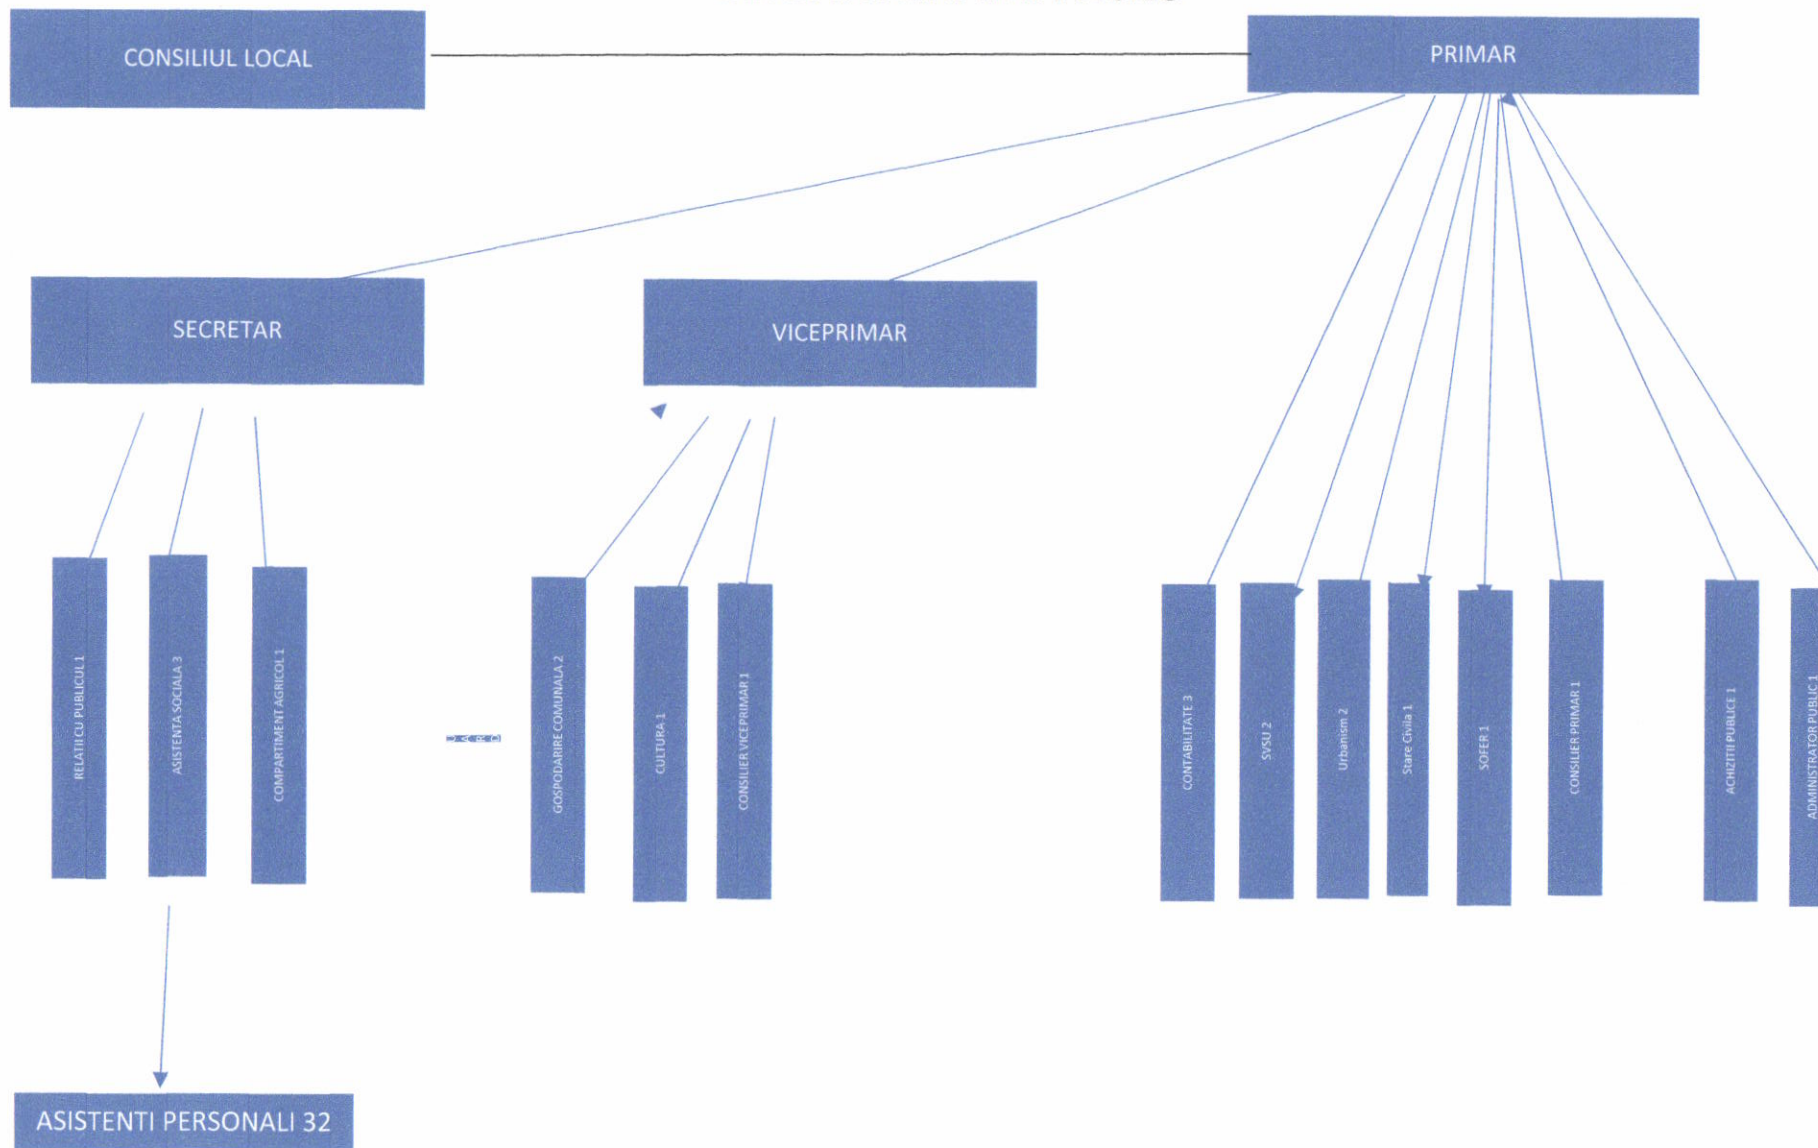 CONSILIUL LOCAL
PRIMAR
SECRETAR
VICEPRIMAR
RELATII CU PUBLICUL 1
ASISTENTA SOCIALA 3
COMPARTIMENT AGRICOL 1
GOSPODARIRE COMUNALA 2
CULTURA 1
CONSILIER VICEPRIMAR 1
CONTABILITATE 3
SVSU 2
Urbanism 2
Stare Civila 1
SOFER 1
CONSILIER PRIMAR 1
ACHIZITII PUBLICE 1
ADMINISTRATOR PUBLIC 1
ASISTENTI PERSONALI 32